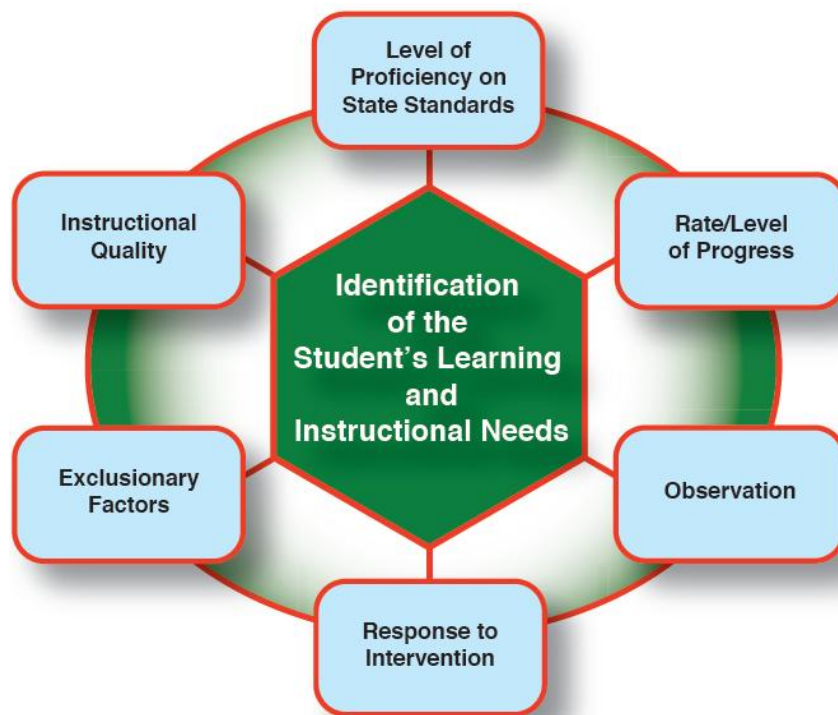 Level of
Proficiency on
State Standards
Instructional
Quality
Rate/Level
of Progress
Identification
of the
Student's Learning
and
Instructional Needs
Exclusionary
Factors
Observation
Response to
Intervention